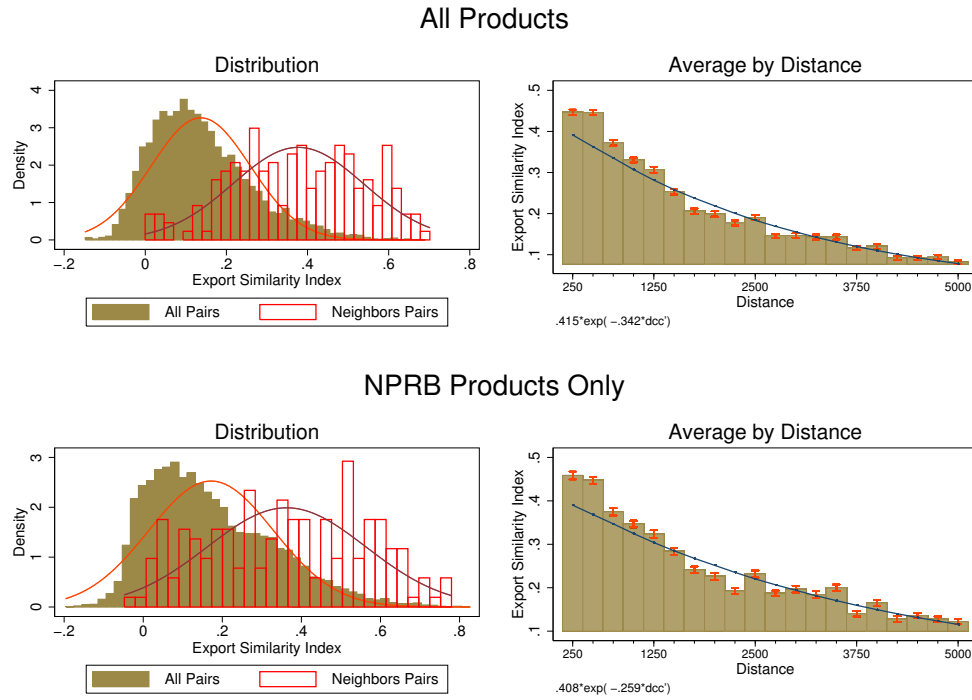 All Products
Distribution
Density
0
1
2
3
4
−.2
0
.2
.4
.6
.8
Export Similarity Index
All Pairs
Neighbors Pairs
Average by Distance
Export Similarity Index
.1
.2
.3
.4
.5
250
1250
2500
3750
5000
Distance
.415*exp( −.342*dcc')
NPRB Products Only
Distribution
Density
0
1
2
3
−.2
0
.2
.4
.6
.8
Export Similarity Index
All Pairs
Neighbors Pairs
Average by Distance
Export Similarity Index
.1
.2
.3
.4
.5
250
1250
2500
3750
5000
Distance
.408*exp( −.259*dcc')